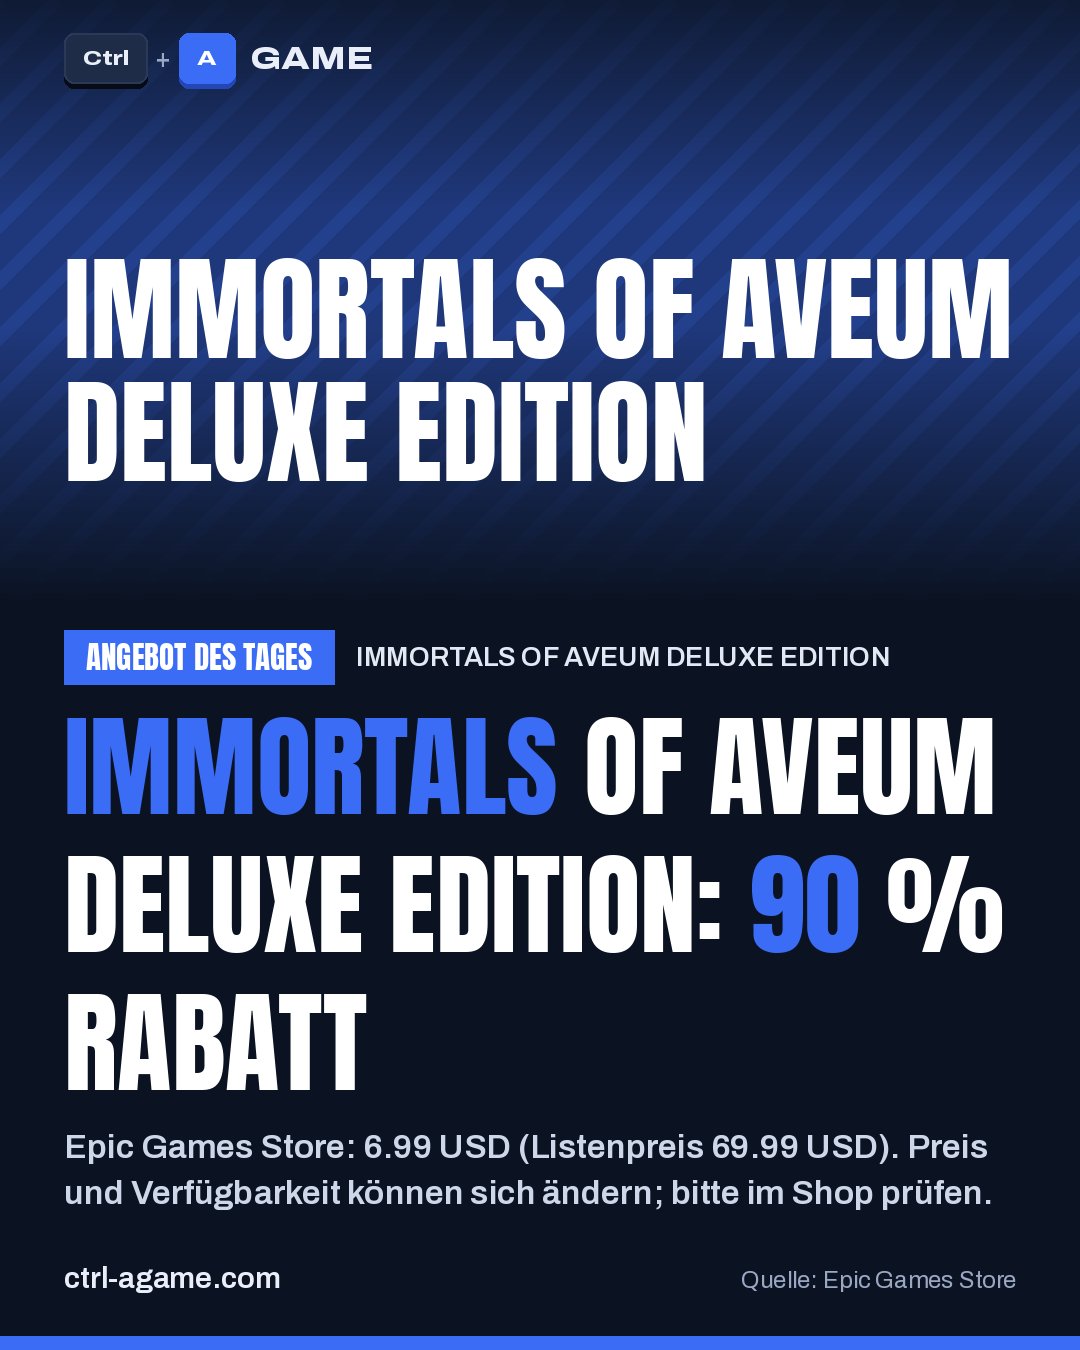 Ctrl + A GAME
IMMORTALS OF AVEUM
DELUXE EDITION
ANGEBOT DES TAGES IMMORTALS OF AVEUM DELUXE EDITION
IMMORTALS OF AVEUM
DELUXE EDITION: 90 %
RABATT
Epic Games Store: 6.99 USD (Listenpreis 69.99 USD). Preis
und Verfügbarkeit können sich ändern; bitte im Shop prüfen.
ctrl-agame.com Quelle: Epic Games Store